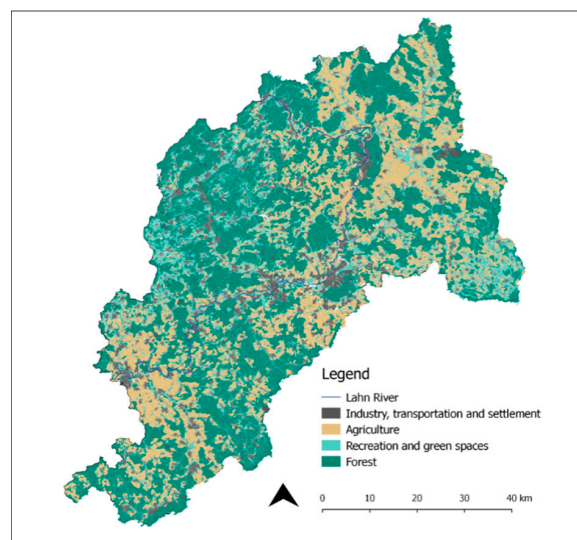 Legend
Lahn River
Industry, transportation and settlement
Agriculture
Recreation and green spaces
Forest
0 10 20 30 40 km